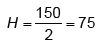 H = 150/2 = 75